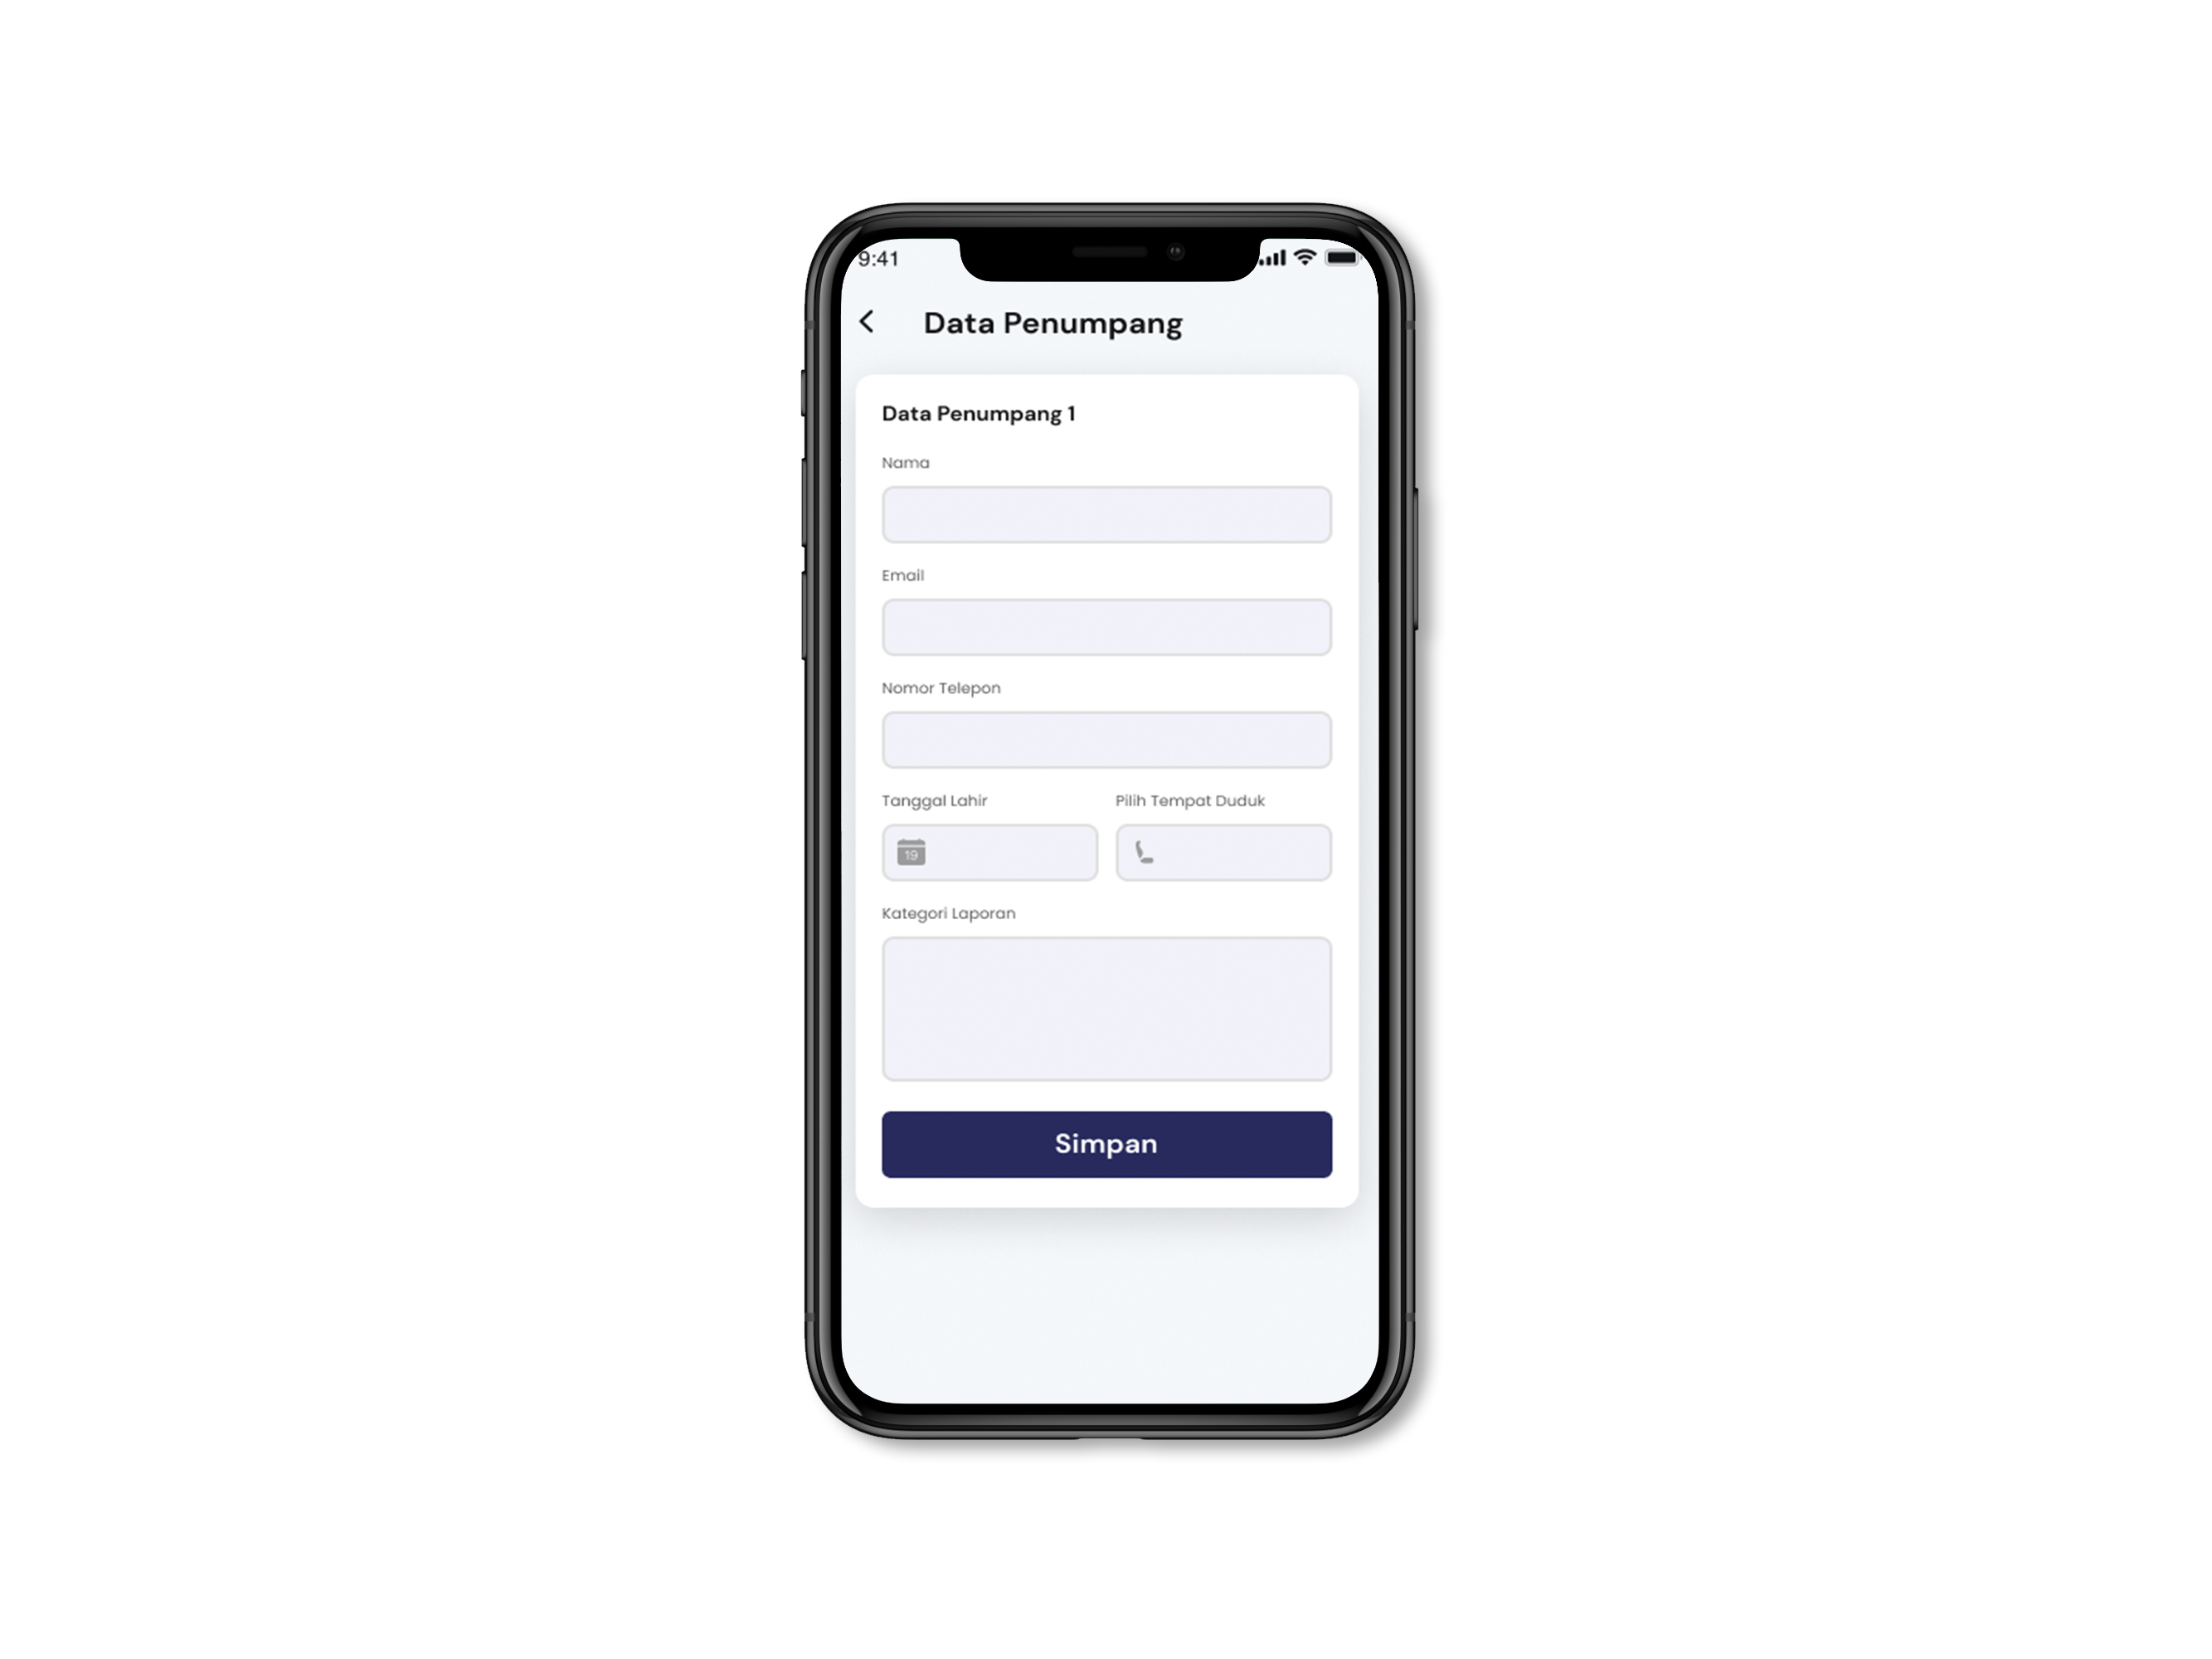 9:41
Data Penumpang
Data Penumpang 1
Nama
Email
Nomor Telepon
Tanggal Lahir
Pilih Tempat Duduk
19
Kategori Laporan
Simpan